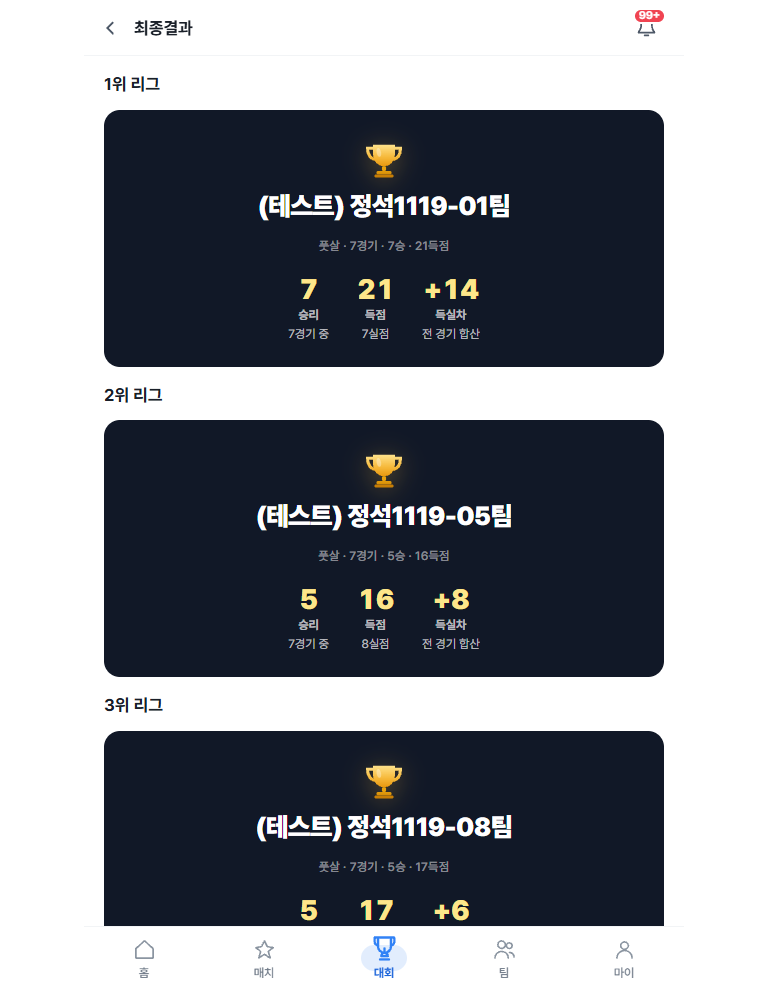 최종결과
99+
1위 리그
(테스트) 정석1119-01팀
풋살 · 7경기 · 7승 · 21득점
7 21 +14
승리 득점 득실차
7경기 중 7실점 전 경기 합산
2위 리그
(테스트) 정석1119-05팀
풋살 · 7경기 · 5승 · 16득점
5 16 +8
승리 득점 득실차
7경기 중 8실점 전 경기 합산
3위 리그
(테스트) 정석1119-08팀
풋살 · 7경기 · 5승 · 17득점
5 17 +6
홈 매치 대회 팀 마이